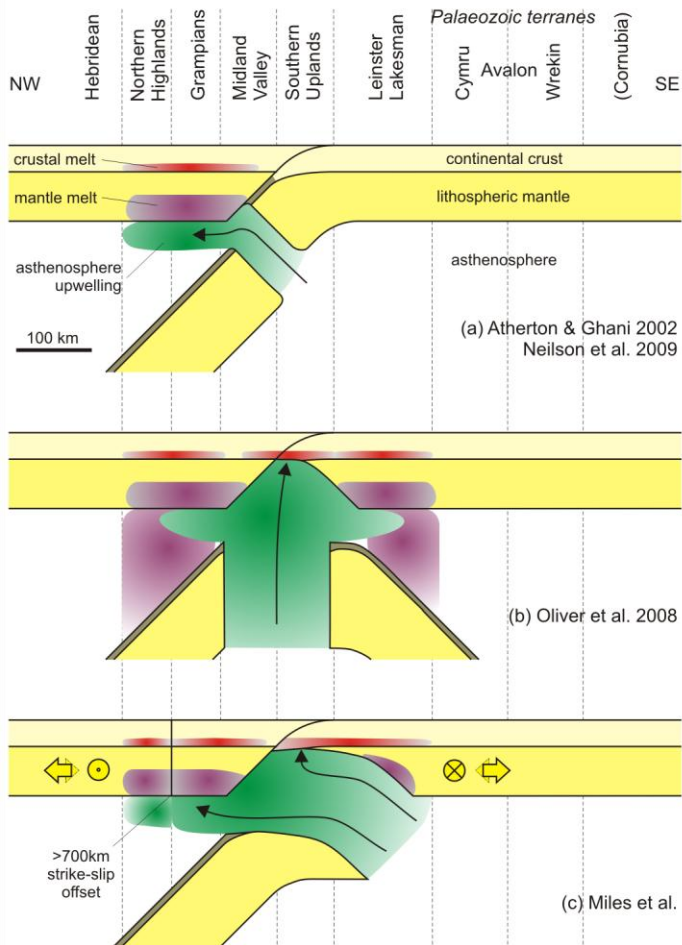 Palaeozoic terranes
NW
Hebridean
Northern
Highlands
Grampians
Midland
Valley
Southern
Uplands
Leinster
Lakesman
Cymru
Avalon
Wrekin
(Cornubia)
SE
crustal melt
continental crust
mantle melt
lithospheric mantle
asthenosphere
upwelling
asthenosphere
100 km
(a) Atherton & Ghani 2002
Neilson et al. 2009
(b) Oliver et al. 2008
>700km
strike-slip
offset
(c) Miles et al.